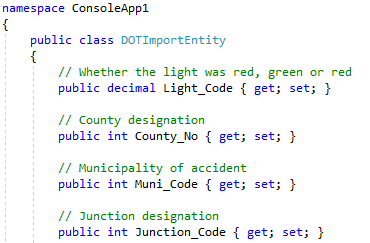 namespace ConsoleApp1
{
public class DOTImportEntity
{
// Whether the light was red, green or red
public decimal Light_Code { get; set; }
// County designation
public int County_No { get; set; }
// Municipality of accident
public int Muni_Code { get; set; }
// Junction designation
public int Junction_Code { get; set; }